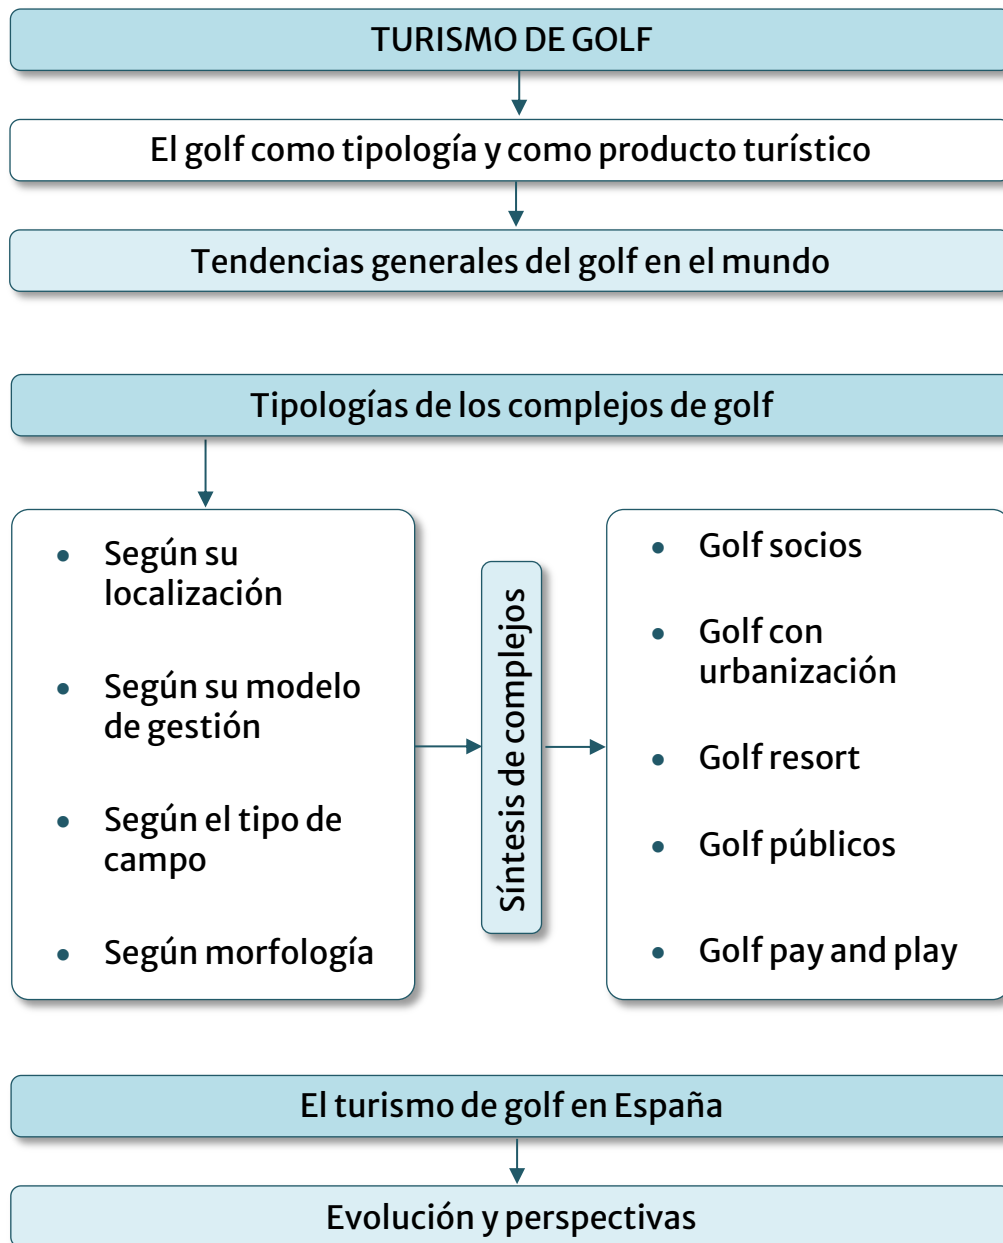 TURISMO DE GOLF
El golf como tipología y como producto turístico
Tendencias generales del golf en el mundo
Tipologías de los complejos de golf
• Según su
localización
• Según su modelo
de gestión
• Según el tipo de
campo
• Según morfología
Síntesis de complejos
• Golf socios
• Golf con
urbanización
• Golf resort
• Golf públicos
• Golf pay and play
El turismo de golf en España
Evolución y perspectivas